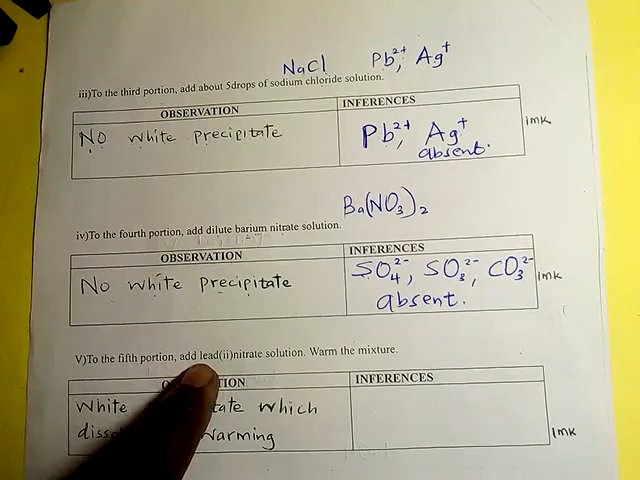 NaCl Pb²⁺, Ag⁺
iii)To the third portion, add about 5drops of sodium chloride solution.
OBSERVATION INFERENCES
NO white precipitate Pb²⁺, Ag⁺
absent.
1mk
Ba(NO₃)₂
iv)To the fourth portion, add dilute barium nitrate solution.
OBSERVATION INFERENCES
No white precipitate SO₄²⁻, SO₃²⁻, CO₃²⁻
absent.
1mk
V)To the fifth portion, add lead(ii)nitrate solution. Warm the mixture.
INFERENCES
White which
warming
1mk